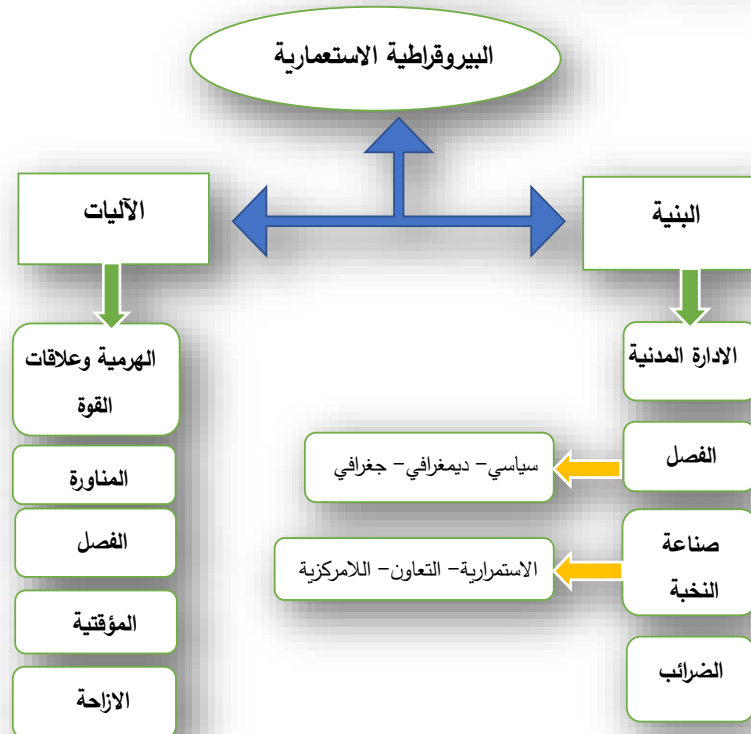 البيروقراطية الاستعمارية
البنية
الادارة المدنية
الفصل
سياسي- ديمغرافي- جغرافي
صناعة
النخبة
الاستمرارية- التعاون- اللامركزية
الضرائب
الآليات
الهرمية وعلاقات
القوة
المناورة
الفصل
المؤقتية
الازاحة